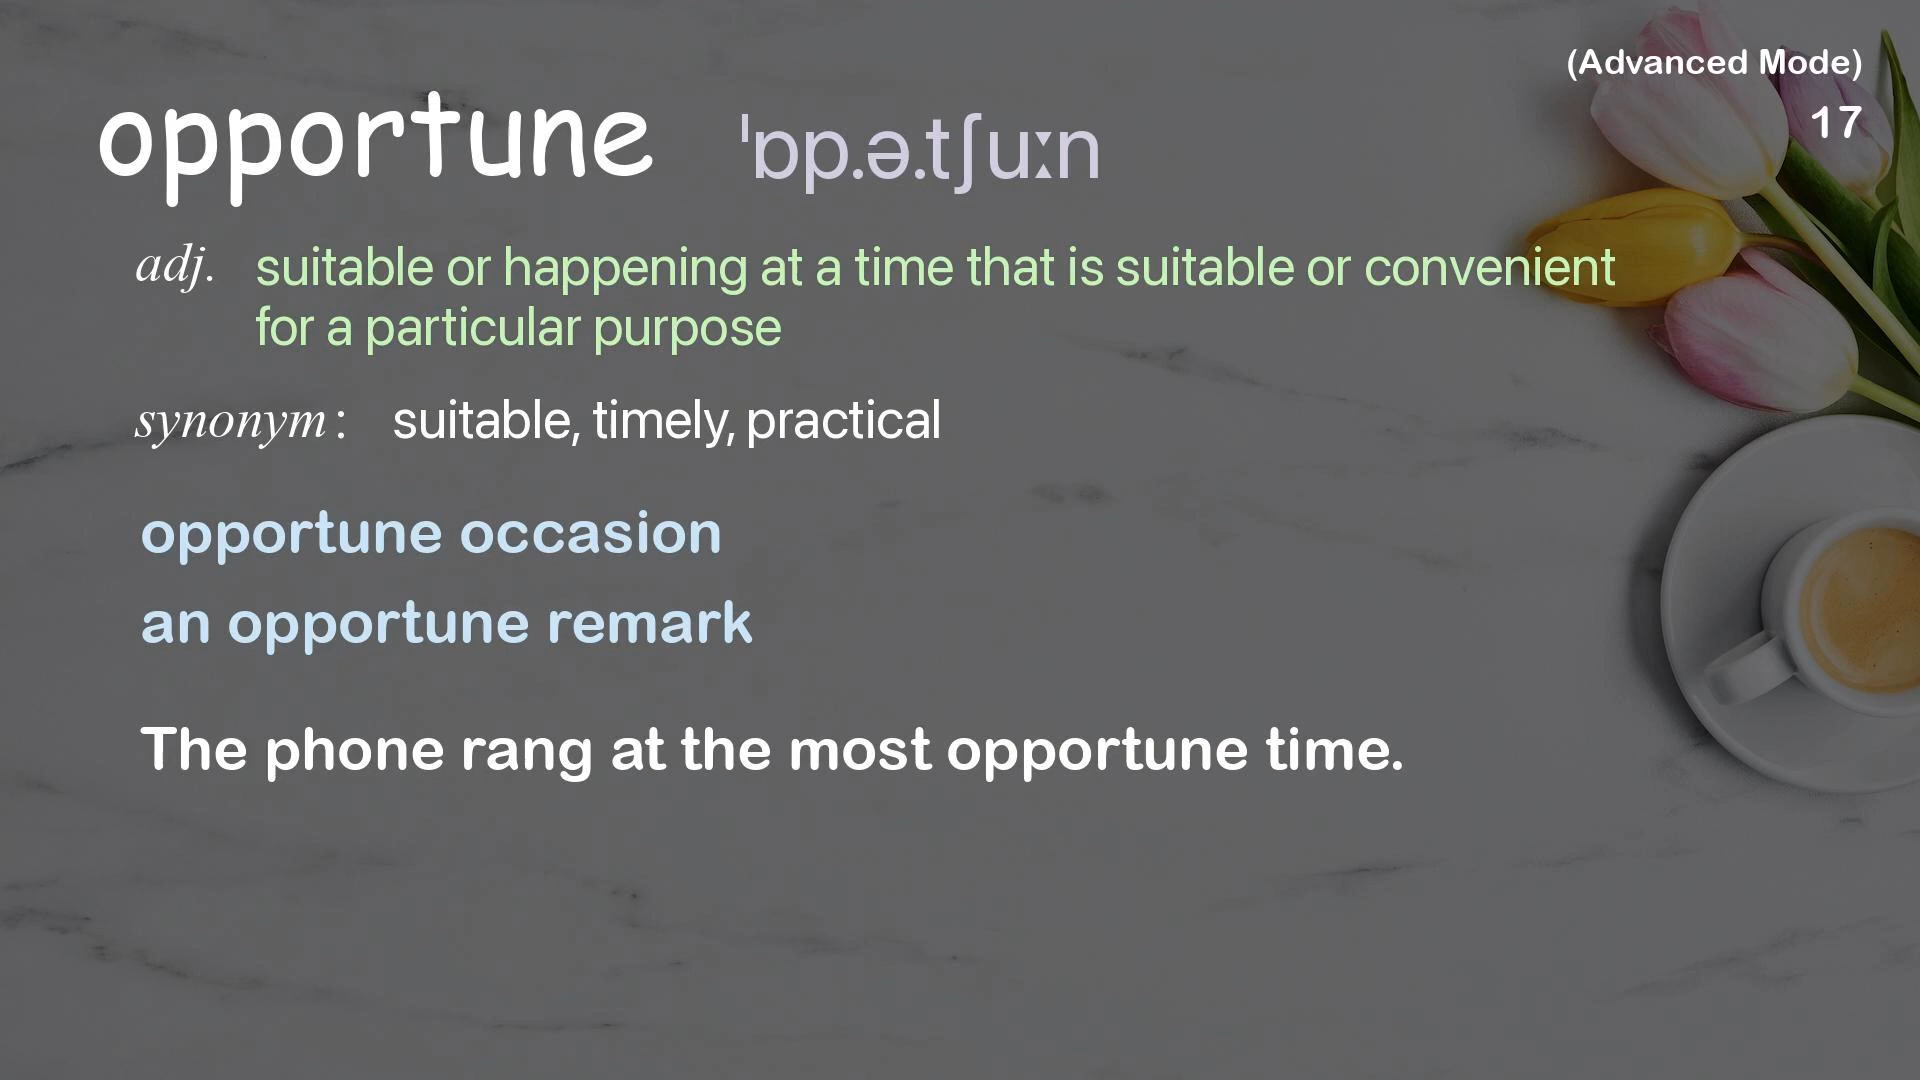 (Advanced Mode)
17
opportune ˈɒp.ə.tʃuːn
adj. suitable or happening at a time that is suitable or convenient
for a particular purpose
synonym: suitable, timely, practical
opportune occasion
an opportune remark
The phone rang at the most opportune time.